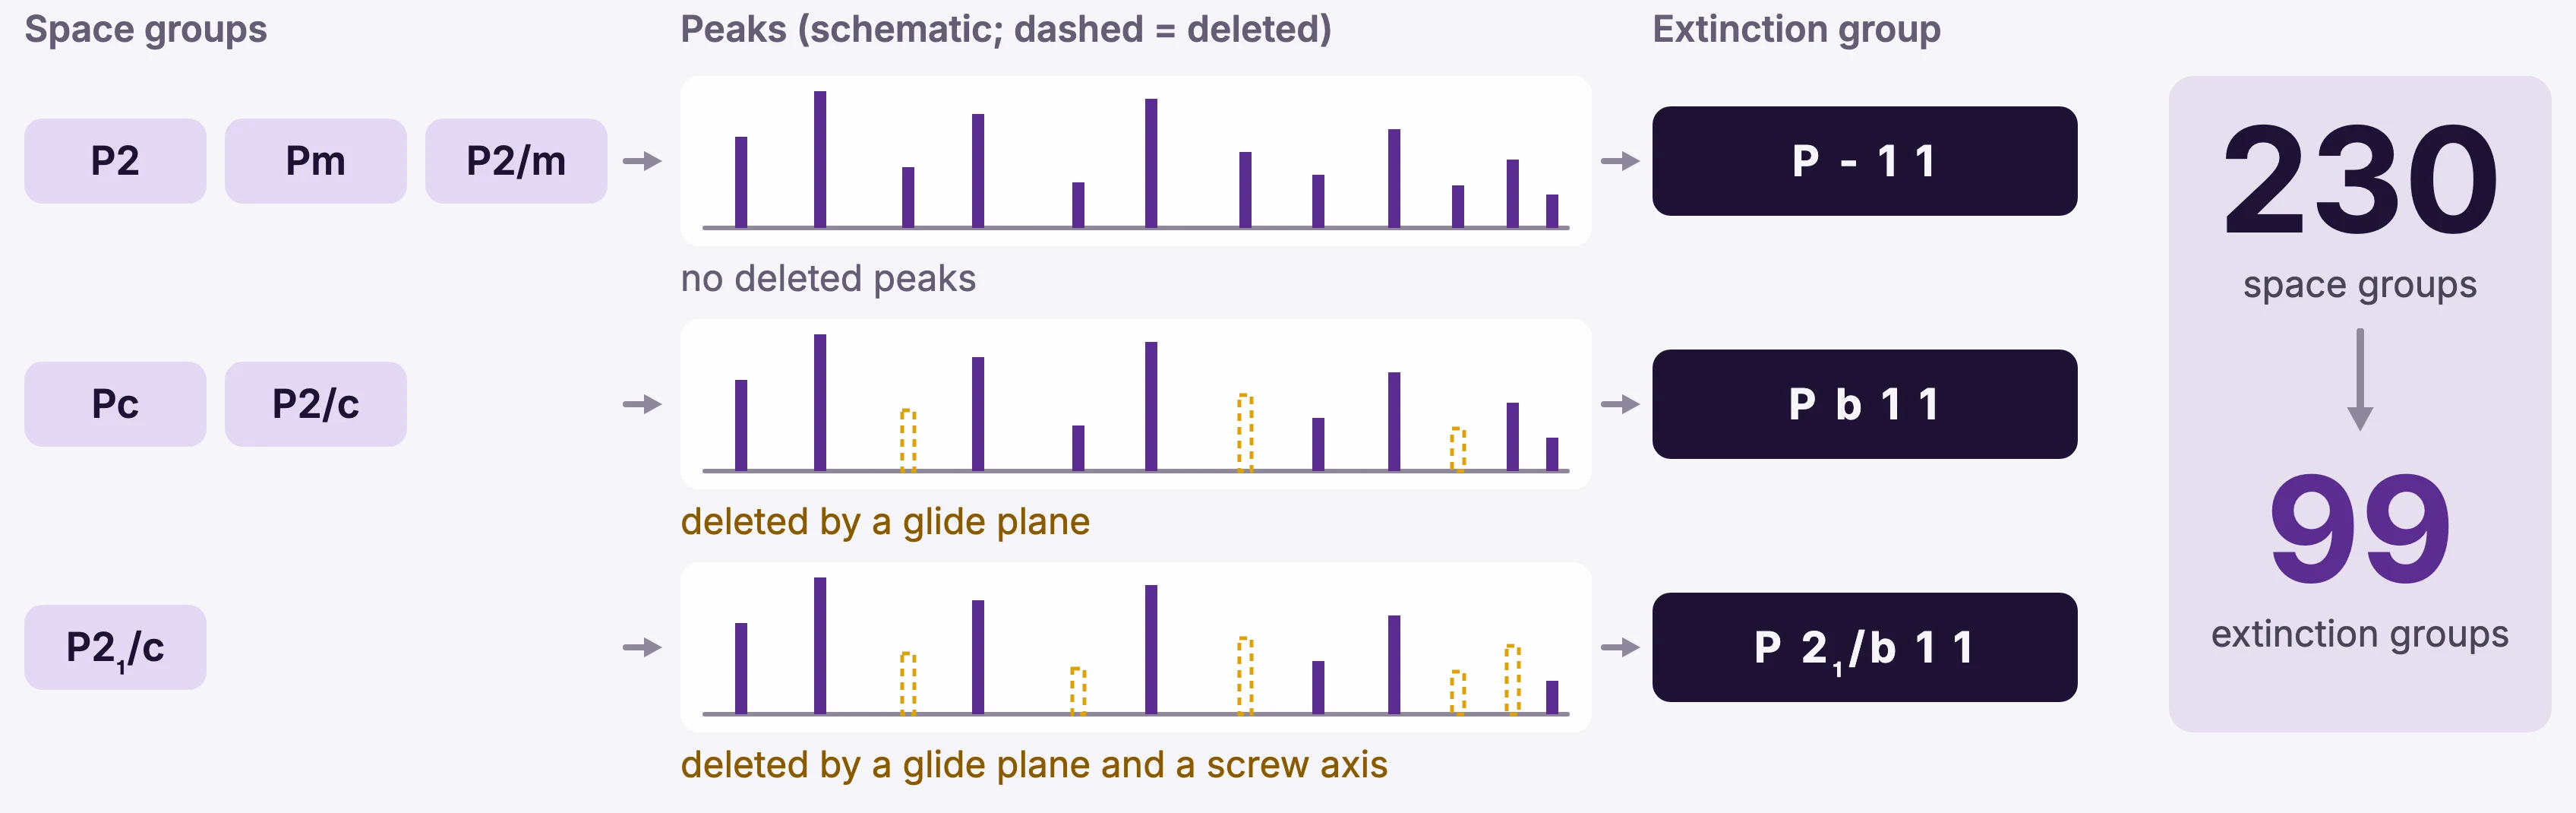 Space groups
Peaks (schematic; dashed = deleted)
Extinction group
P2
Pm
P2/m
P - 1 1
no deleted peaks
Pc
P2/c
P b 1 1
deleted by a glide plane
P2₁/c
P 2₁/b 1 1
deleted by a glide plane and a screw axis
230
space groups
99
extinction groups